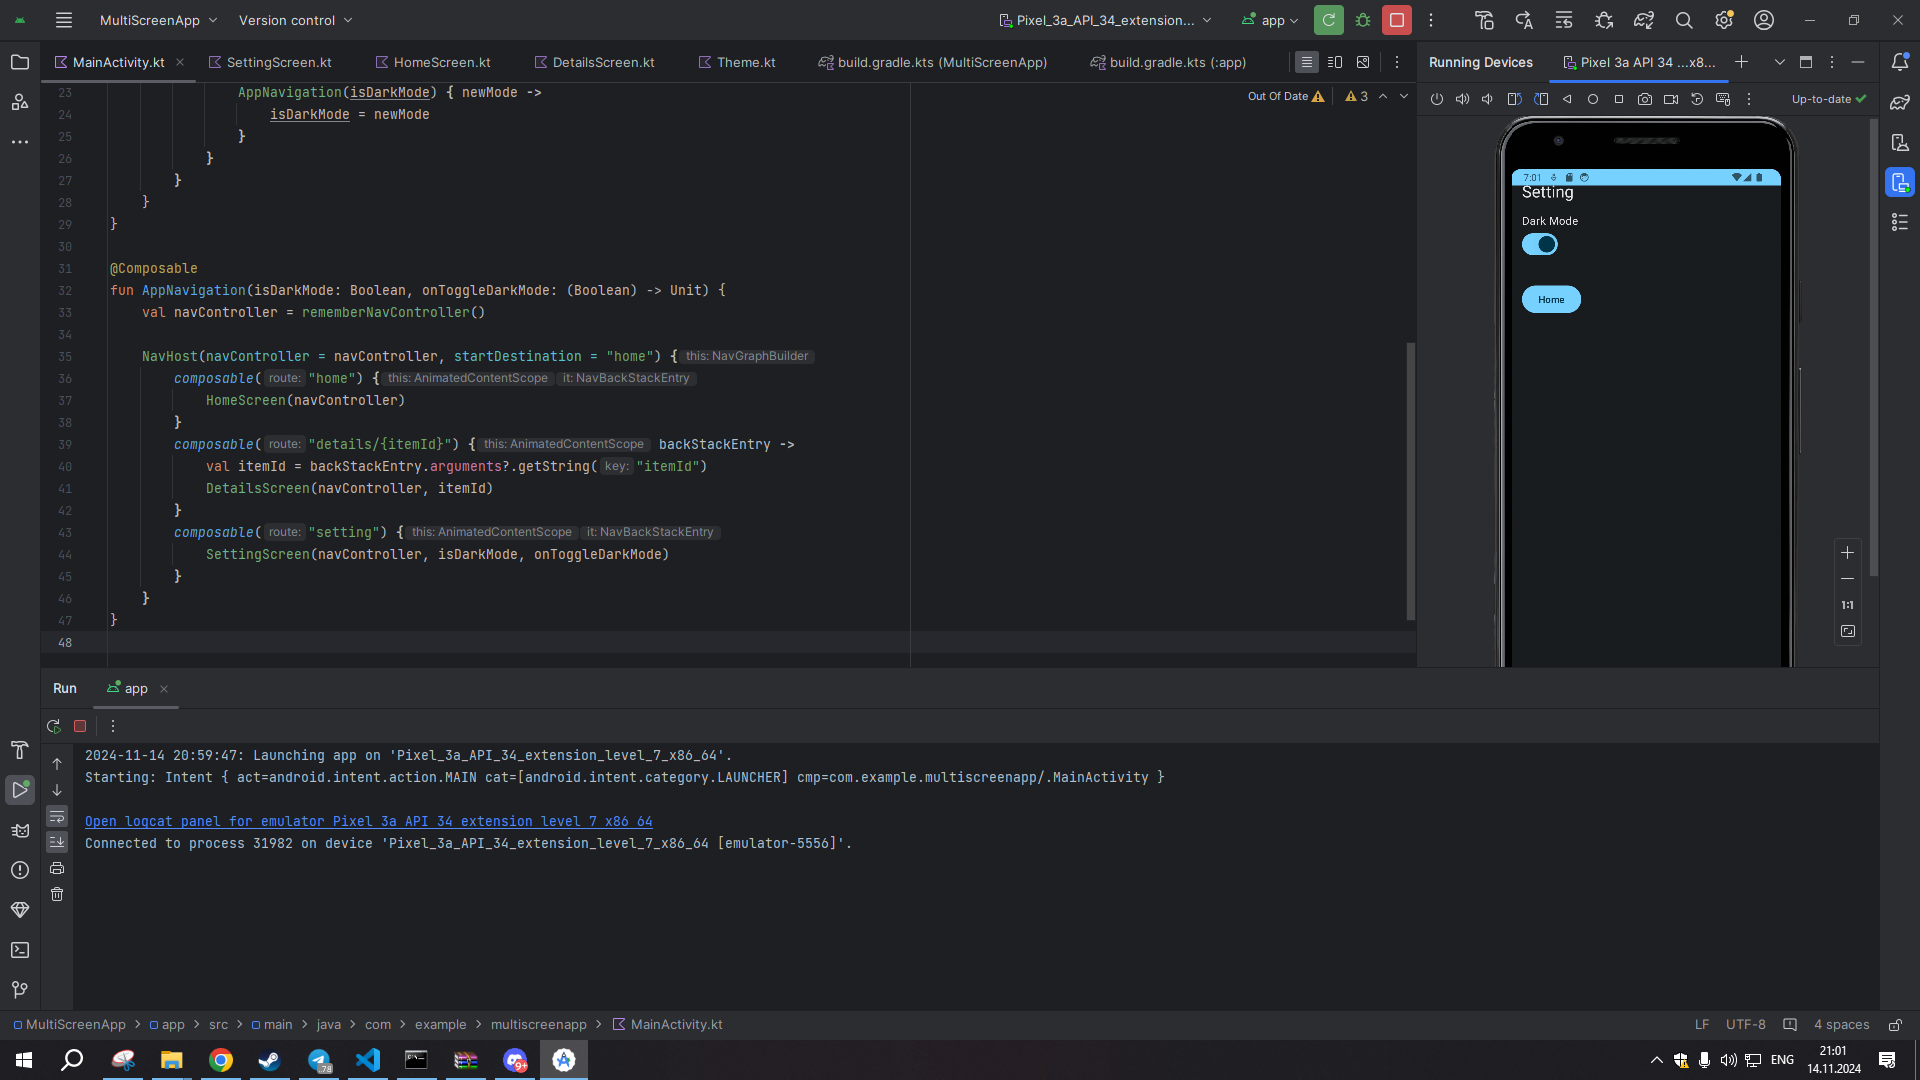 MultiScreenApp
Version control
Pixel_3a_API_34_extension...
app
MainActivity.kt
SettingScreen.kt
HomeScreen.kt
DetailsScreen.kt
Theme.kt
build.gradle.kts (MultiScreenApp)
build.gradle.kts (:app)
Running Devices
Pixel 3a API 34 ...x8...
Out Of Date
3
Up-to-date
23 AppNavigation(isDarkMode) { newMode ->
24 isDarkMode = newMode
25 }
26 }
27 }
28 }
29 }
30
31 @Composable
32 fun AppNavigation(isDarkMode: Boolean, onToggleDarkMode: (Boolean) -> Unit) {
33 val navController = rememberNavController()
34
35 NavHost(navController = navController, startDestination = "home") { this: NavGraphBuilder
36 composable( route: "home") { this: AnimatedContentScope it: NavBackStackEntry
37 HomeScreen(navController)
38 }
39 composable( route: "details/{itemId}") { this: AnimatedContentScope backStackEntry ->
40 val itemId = backStackEntry.arguments?.getString( key: "itemId")
41 DetailsScreen(navController, itemId)
42 }
43 composable( route: "setting") { this: AnimatedContentScope it: NavBackStackEntry
44 SettingScreen(navController, isDarkMode, onToggleDarkMode)
45 }
46 }
47 }
48
7:01
Setting
Dark Mode
Home
1:1
Run
app
2024-11-14 20:59:47: Launching app on 'Pixel_3a_API_34_extension_level_7_x86_64'.
Starting: Intent { act=android.intent.action.MAIN cat=[android.intent.category.LAUNCHER] cmp=com.example.multiscreenapp/.MainActivity }
Open logcat panel for emulator Pixel 3a API 34 extension level 7 x86 64
Connected to process 31982 on device 'Pixel_3a_API_34_extension_level_7_x86_64 [emulator-5556]'.
MultiScreenApp > app > src > main > java > com > example > multiscreenapp > MainActivity.kt
LF
UTF-8
4 spaces
78
9+
ENG
21:01
14.11.2024